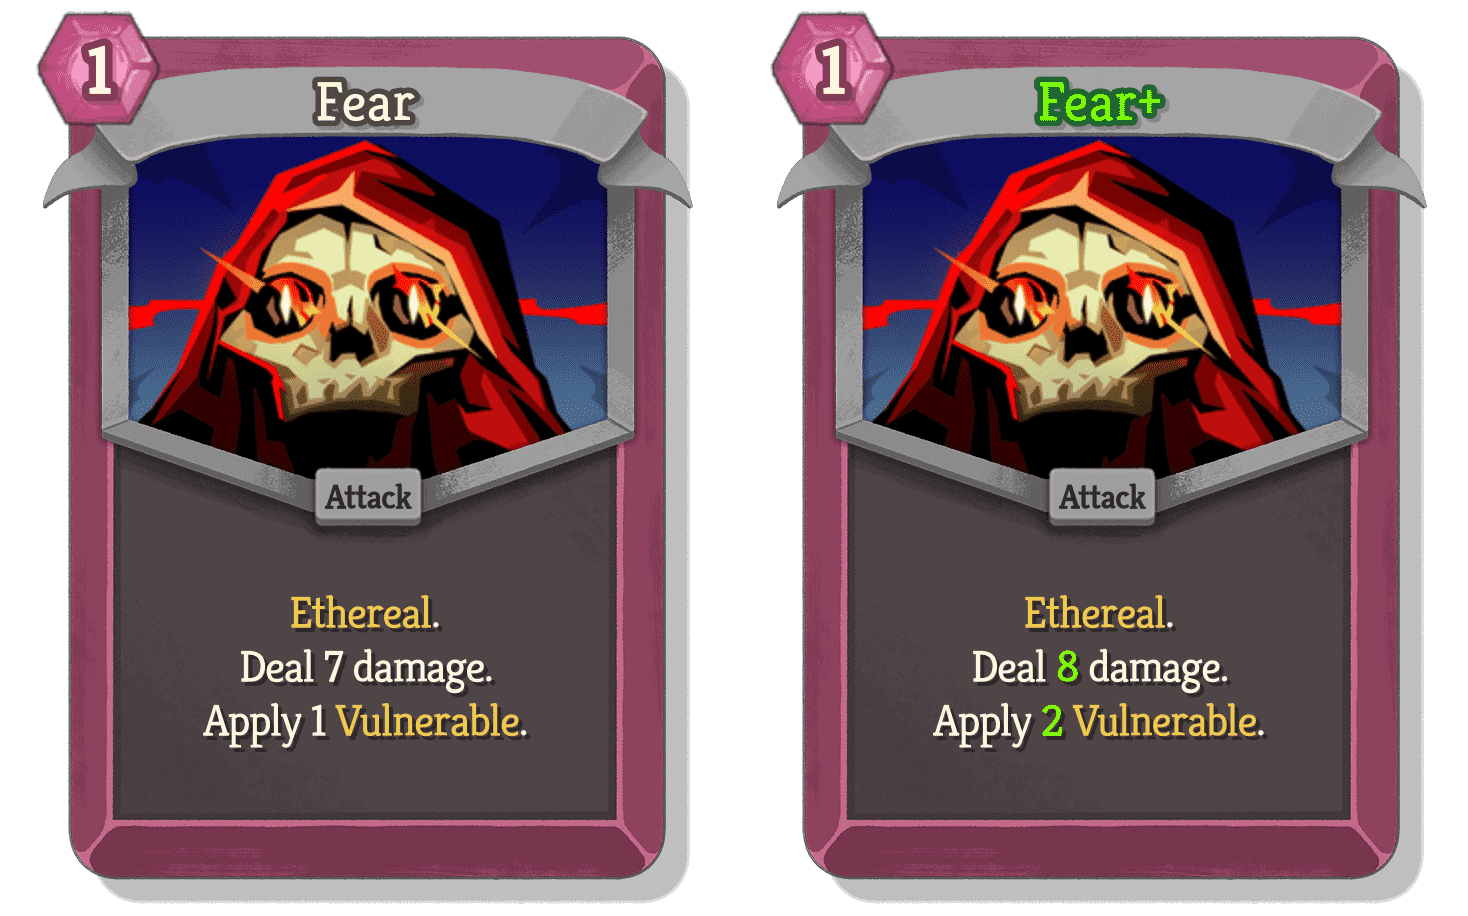 1
Fear
Attack
Ethereal.
Deal 7 damage.
Apply 1 Vulnerable.
1
Fear+
Attack
Ethereal.
Deal 8 damage.
Apply 2 Vulnerable.